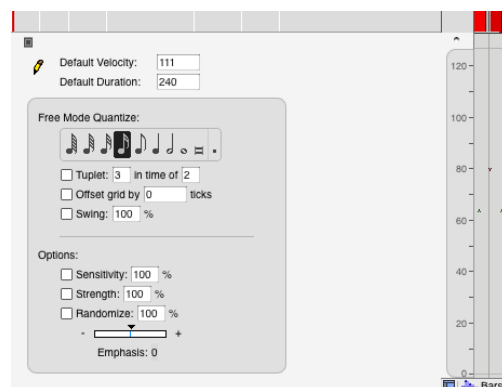 Default Velocity: 111
Default Duration: 240
Free Mode Quantize:
Tuplet: 3 in time of 2
Offset grid by 0 ticks
Swing: 100 %
Options:
Sensitivity: 100 %
Strength: 100 %
Randomize: 100 %
- +
Emphasis: 0
120
100
80
60
40
20
0
Bare